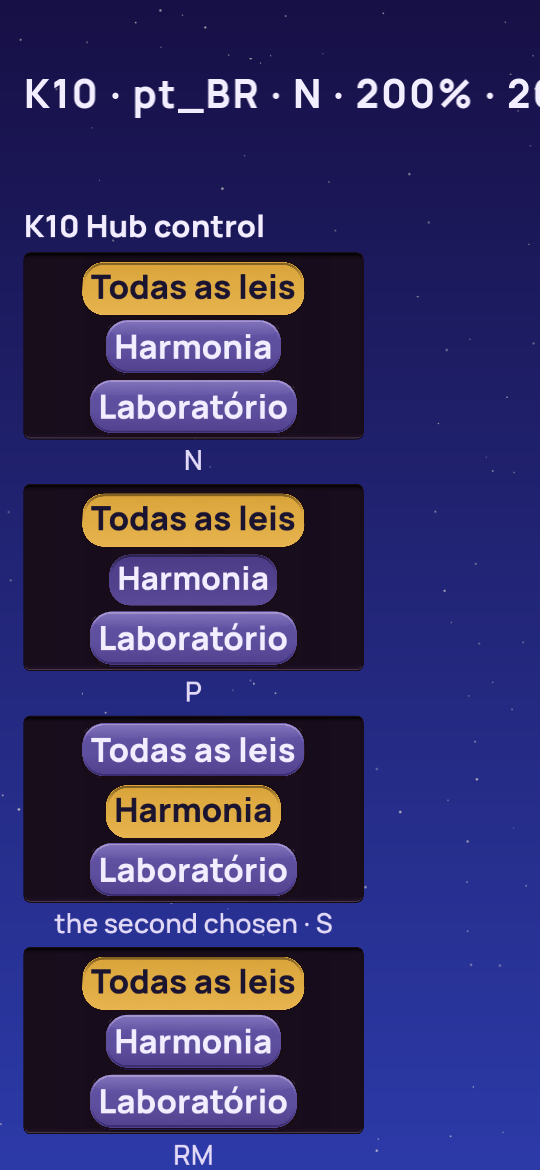 K10 · pt_BR · N · 200% · 20
K10 Hub control
Todas as leis
Harmonia
Laboratório
N
Todas as leis
Harmonia
Laboratório
P
Todas as leis
Harmonia
Laboratório
the second chosen · S
Todas as leis
Harmonia
Laboratório
RM